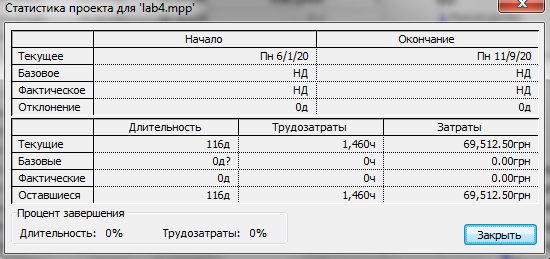 Статистика проекта для 'lab4.mpp'
Начало Окончание
Текущее Пн 6/1/20 Пн 11/9/20
Базовое НД НД
Фактическое НД НД
Отклонение 0д 0д
Длительность Трудозатраты Затраты
Текущие 116д 1,460ч 69,512.50грн
Базовые 0д? 0ч 0.00грн
Фактические 0д 0ч 0.00грн
Оставшиеся 116д 1,460ч 69,512.50грн
Процент завершения
Длительность: 0% Трудозатраты: 0% Закрыть